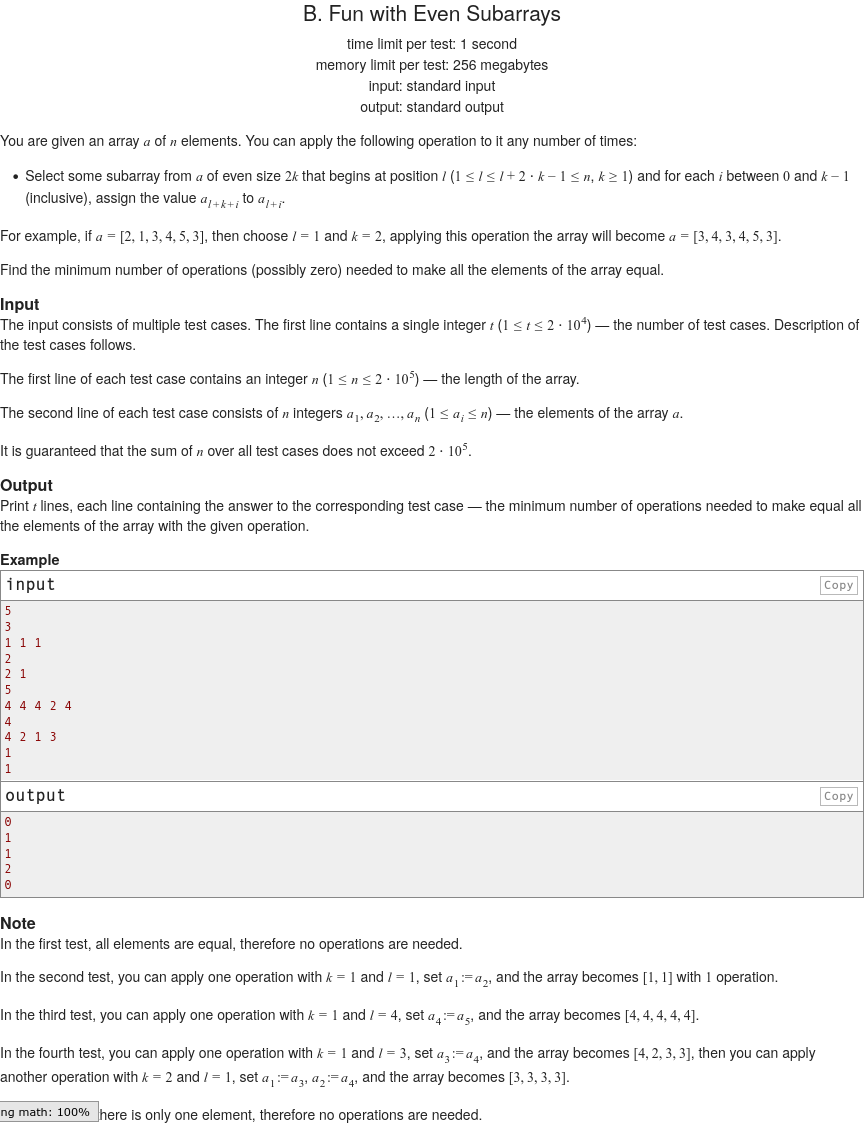 B. Fun with Even Subarrays
time limit per test: 1 second
memory limit per test: 256 megabytes
input: standard input
output: standard output
You are given an array a of n elements. You can apply the following operation to it any number of times:
• Select some subarray from a of even size 2k that begins at position l (1 ≤ l ≤ l + 2 · k − 1 ≤ n, k ≥ 1) and for each i between 0 and k − 1
(inclusive), assign the value a_{l+k+i} to a_{l+i}.
For example, if a = [2, 1, 3, 4, 5, 3], then choose l = 1 and k = 2, applying this operation the array will become a = [3, 4, 3, 4, 5, 3].
Find the minimum number of operations (possibly zero) needed to make all the elements of the array equal.
Input
The input consists of multiple test cases. The first line contains a single integer t (1 ≤ t ≤ 2 · 10^4) — the number of test cases. Description of
the test cases follows.
The first line of each test case contains an integer n (1 ≤ n ≤ 2 · 10^5) — the length of the array.
The second line of each test case consists of n integers a_1, a_2, …, a_n (1 ≤ a_i ≤ n) — the elements of the array a.
It is guaranteed that the sum of n over all test cases does not exceed 2 · 10^5.
Output
Print t lines, each line containing the answer to the corresponding test case — the minimum number of operations needed to make equal all
the elements of the array with the given operation.
Example
input Copy
5
3
1 1 1
2
2 1
5
4 4 4 2 4
4
4 2 1 3
1
1
output Copy
0
1
1
2
0
Note
In the first test, all elements are equal, therefore no operations are needed.
In the second test, you can apply one operation with k = 1 and l = 1, set a_1 := a_2, and the array becomes [1, 1] with 1 operation.
In the third test, you can apply one operation with k = 1 and l = 4, set a_4 := a_5, and the array becomes [4, 4, 4, 4, 4].
In the fourth test, you can apply one operation with k = 1 and l = 3, set a_3 := a_4, and the array becomes [4, 2, 3, 3], then you can apply
another operation with k = 2 and l = 1, set a_1 := a_3, a_2 := a_4, and the array becomes [3, 3, 3, 3].
ng math: 100% here is only one element, therefore no operations are needed.